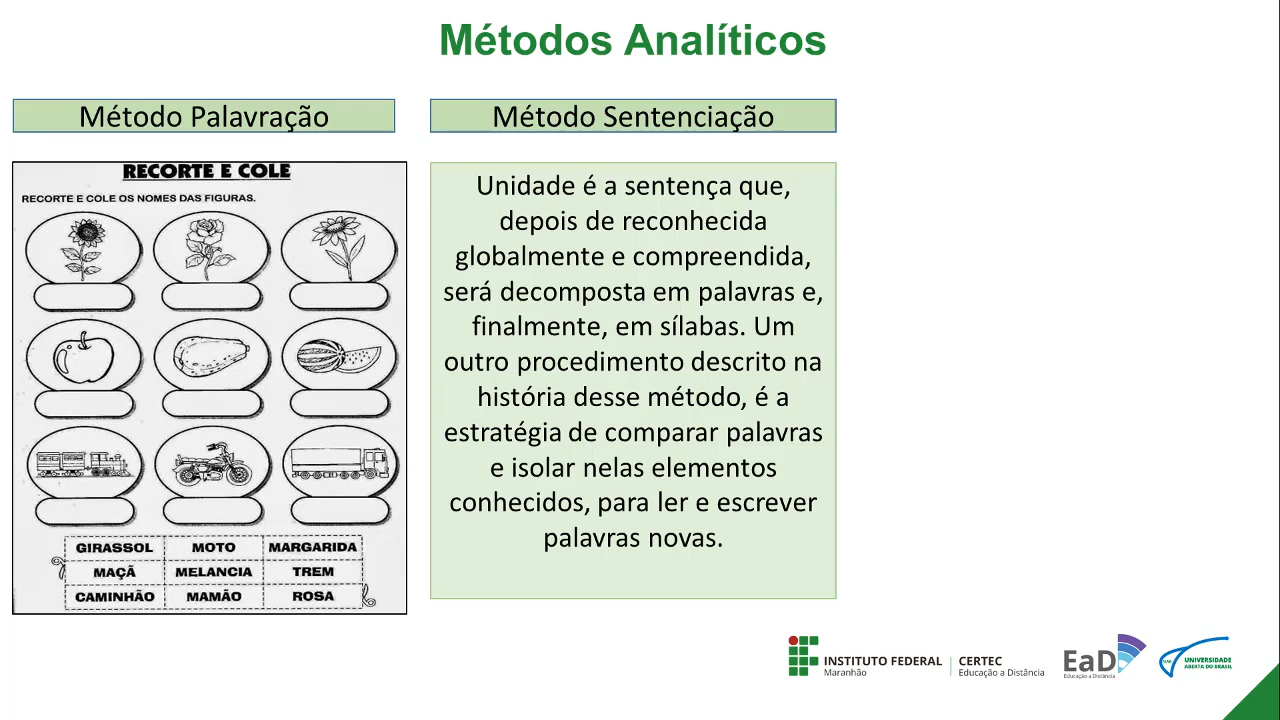 Métodos Analíticos
Método Palavração
RECORTE E COLE
RECORTE E COLE OS NOMES DAS FIGURAS.
GIRASSOL MOTO MARGARIDA
MAÇÃ MELANCIA TREM
CAMINHÃO MAMÃO ROSA
Método Sentenciação
Unidade é a sentença que,
depois de reconhecida
globalmente e compreendida,
será decomposta em palavras e,
finalmente, em sílabas. Um
outro procedimento descrito na
história desse método, é a
estratégia de comparar palavras
e isolar nelas elementos
conhecidos, para ler e escrever
palavras novas.
INSTITUTO FEDERAL
Maranhão
CERTEC
Educação a Distância
EaD
Educação a Distância
UAB
UNIVERSIDADE
ABERTA DO BRASIL